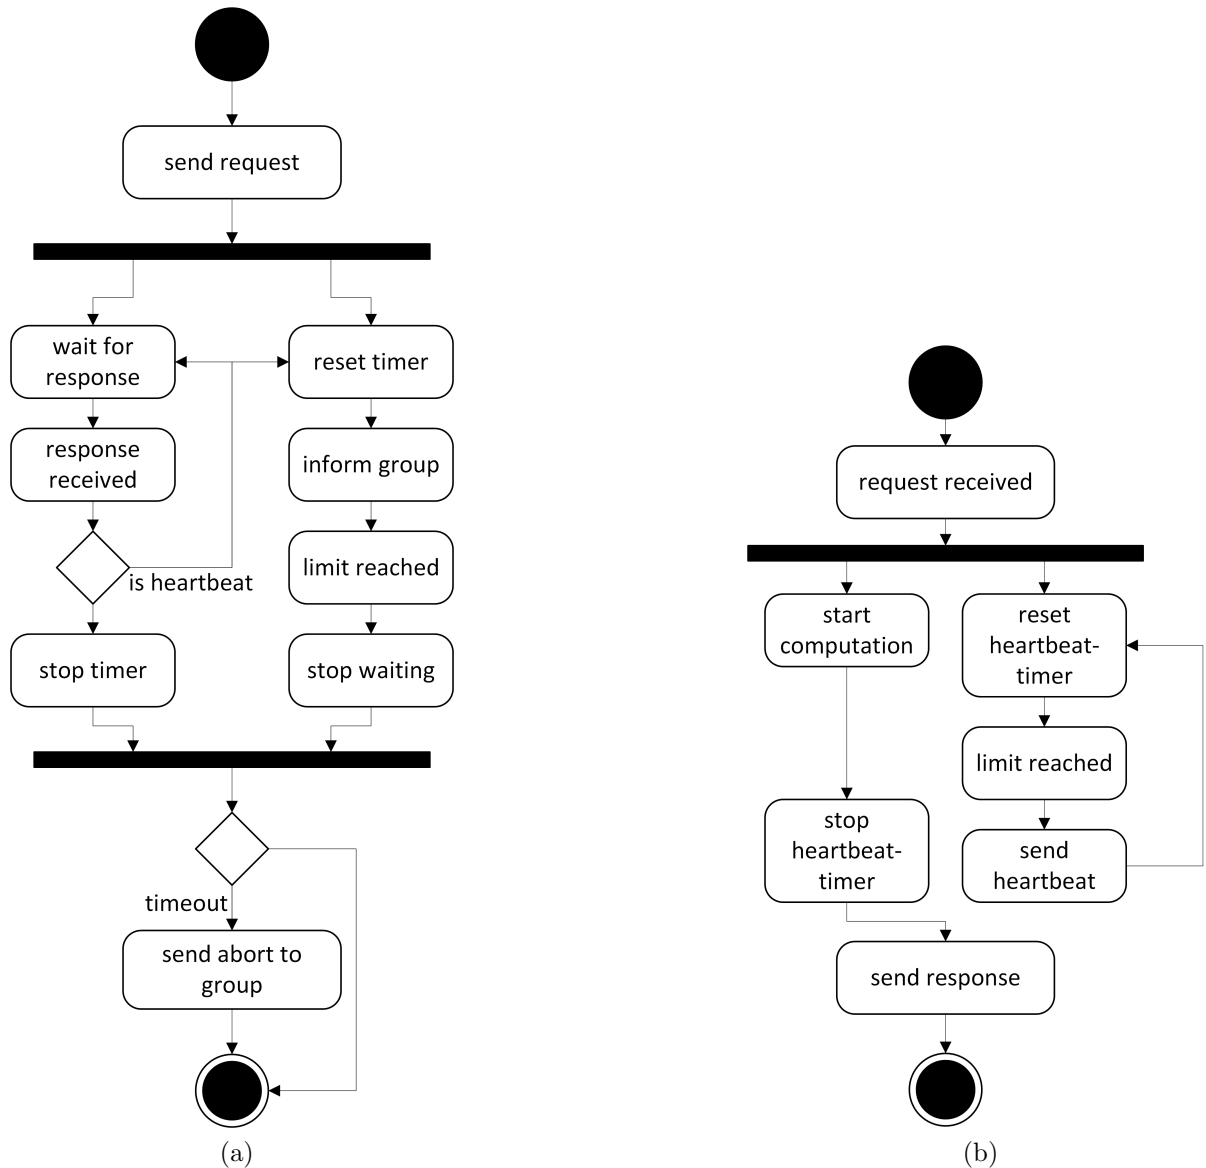 send request
wait for
response
reset timer
response
received
inform group
is heartbeat
limit reached
stop timer
stop waiting
timeout
send abort to
group
(a)
request received
start
computation
reset
heartbeat-
timer
limit reached
stop
heartbeat-
timer
send
heartbeat
send response
(b)